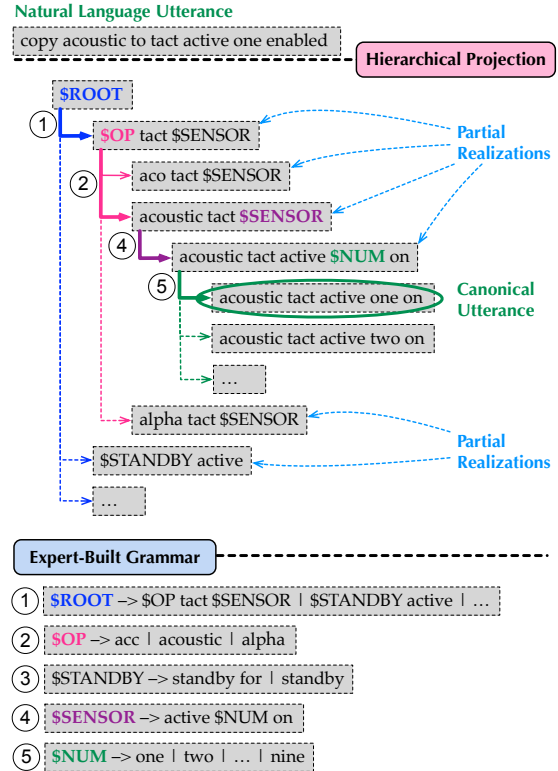 Natural Language Utterance
copy acoustic to tact active one enabled
Hierarchical Projection
$ROOT
1
$OP tact $SENSOR
Partial
Realizations
2
aco tact $SENSOR
acoustic tact $SENSOR
4
acoustic tact active $NUM on
5
acoustic tact active one on
Canonical
Utterance
acoustic tact active two on
…
alpha tact $SENSOR
Partial
Realizations
$STANDBY active
…
Expert-Built Grammar
1 $ROOT –> $OP tact $SENSOR | $STANDBY active | …
2 $OP –> acc | acoustic | alpha
3 $STANDBY –> standby for | standby
4 $SENSOR –> active $NUM on
5 $NUM –> one | two | … | nine